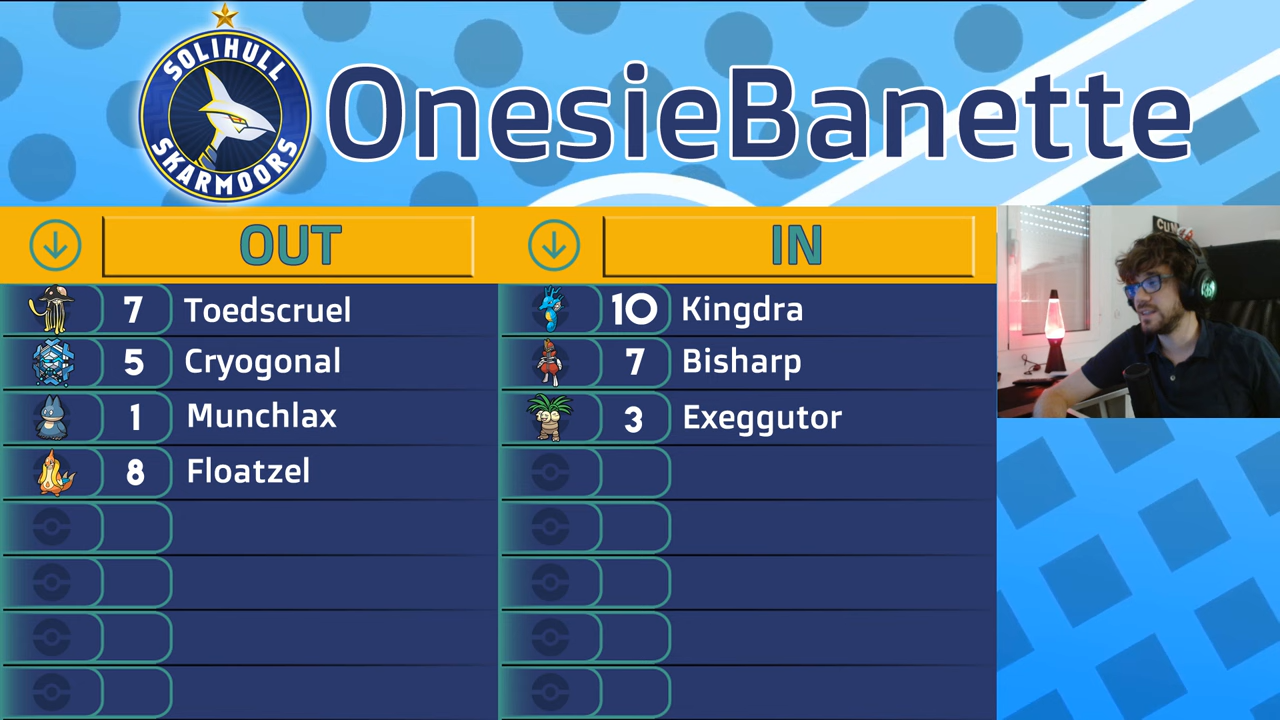 SOLIHULL
SKARMOORS
OnesieBanette
OUT
IN
7 Toedscruel
10 Kingdra
5 Cryogonal
7 Bisharp
1 Munchlax
3 Exeggutor
8 Floatzel